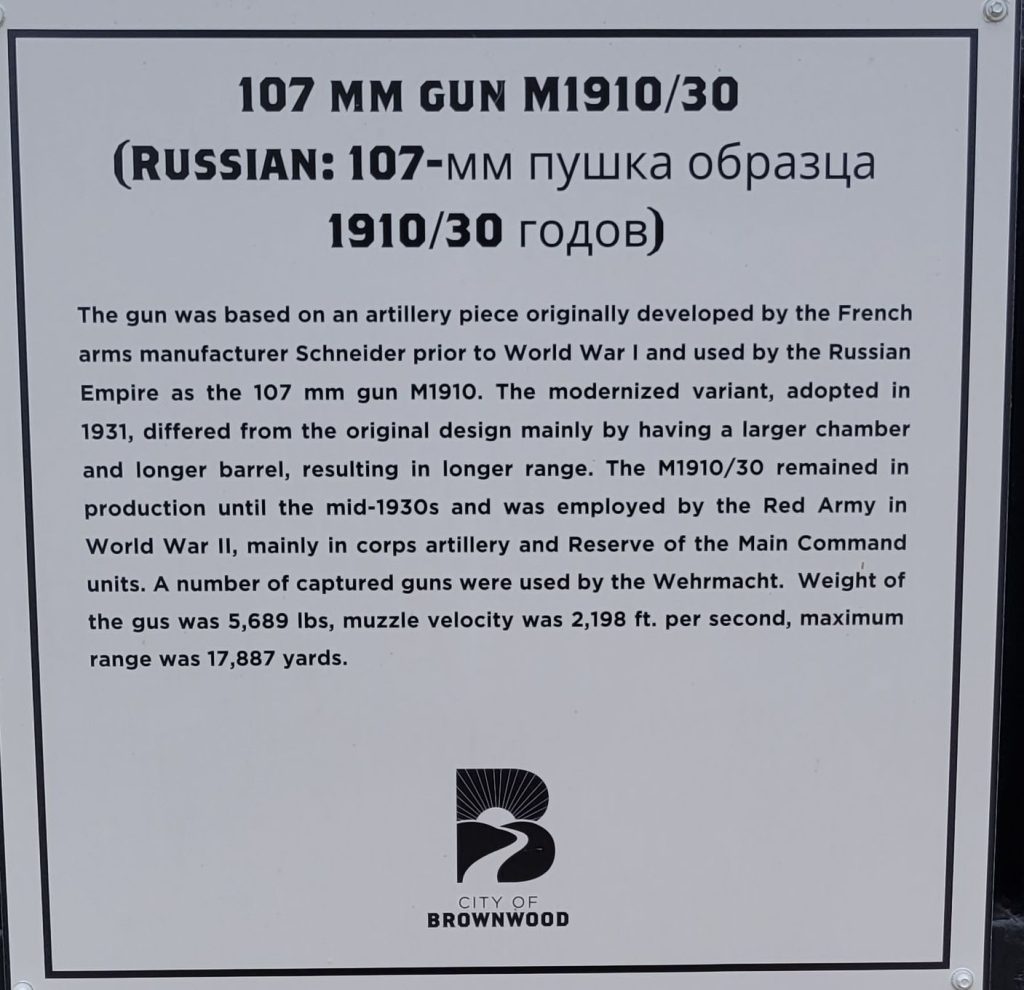 107 MM GUN M1910/30
(RUSSIAN: 107-мм пушка образца
1910/30 годов)
The gun was based on an artillery piece originally developed by the French
arms manufacturer Schneider prior to World War I and used by the Russian
Empire as the 107 mm gun M1910. The modernized variant, adopted in
1931, differed from the original design mainly by having a larger chamber
and longer barrel, resulting in longer range. The M1910/30 remained in
production until the mid-1930s and was employed by the Red Army in
World War II, mainly in corps artillery and Reserve of the Main Command
units. A number of captured guns were used by the Wehrmacht. Weight of
the gus was 5,689 lbs, muzzle velocity was 2,198 ft. per second, maximum
range was 17,887 yards.
B
CITY OF
BROWNWOOD